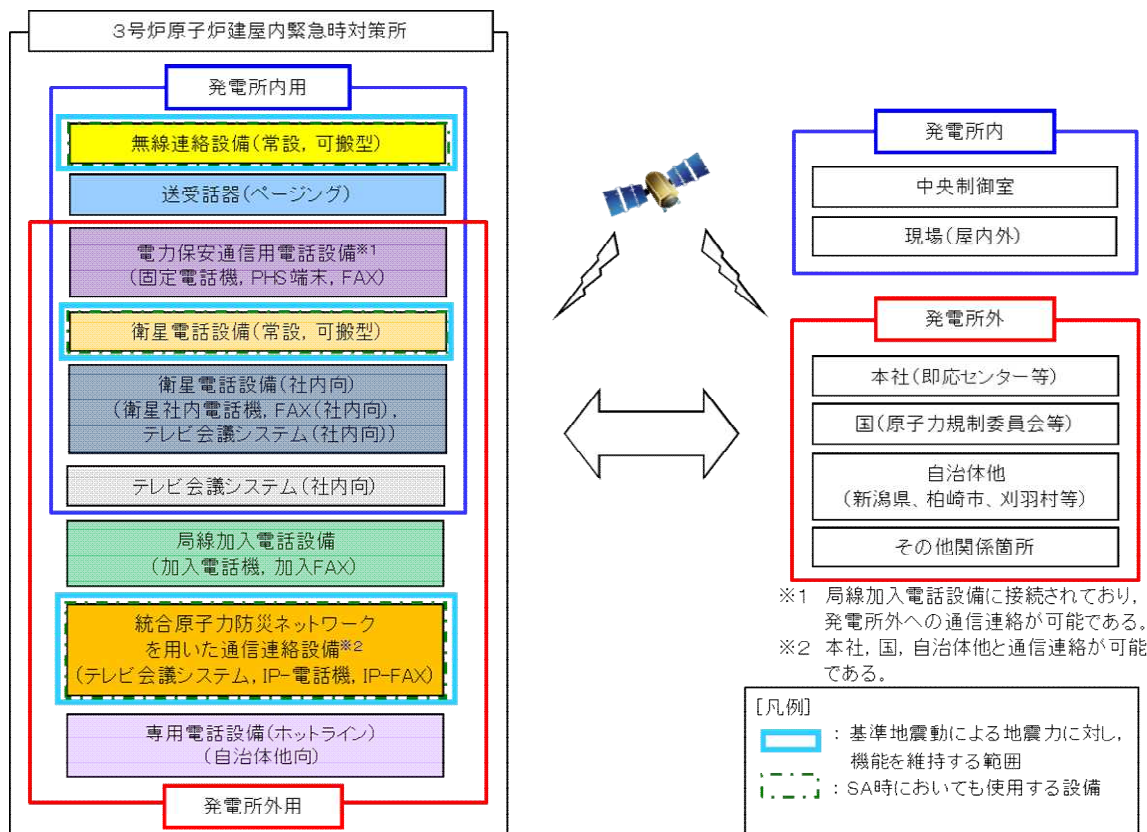 3号炉原子炉建屋内緊急時対策所
発電所内用
無線連絡設備(常設, 可搬型)
送受話器(ページング)
電力保安通信用電話設備※1
(固定電話機, PHS端末, FAX)
衛星電話設備(常設, 可搬型)
衛星電話設備(社内向)
(衛星社内電話機, FAX(社内向),
テレビ会議システム(社内向))
テレビ会議システム(社内向)
局線加入電話設備
(加入電話機, 加入FAX)
統合原子力防災ネットワーク
を用いた通信連絡設備※2
(テレビ会議システム, IP-電話機, IP-FAX)
専用電話設備(ホットライン)
(自治体他向)
発電所外用
発電所内
中央制御室
現場(屋内外)
発電所外
本社(即応センター等)
国(原子力規制委員会等)
自治体他
(新潟県、柏崎市、刈羽村等)
その他関係箇所
※1 局線加入電話設備に接続されており,
発電所外への通信連絡が可能である。
※2 本社, 国, 自治体他と通信連絡が可能
である。
[凡例]
: 基準地震動による地震力に対し,
機能を維持する範囲
: SA時においても使用する設備